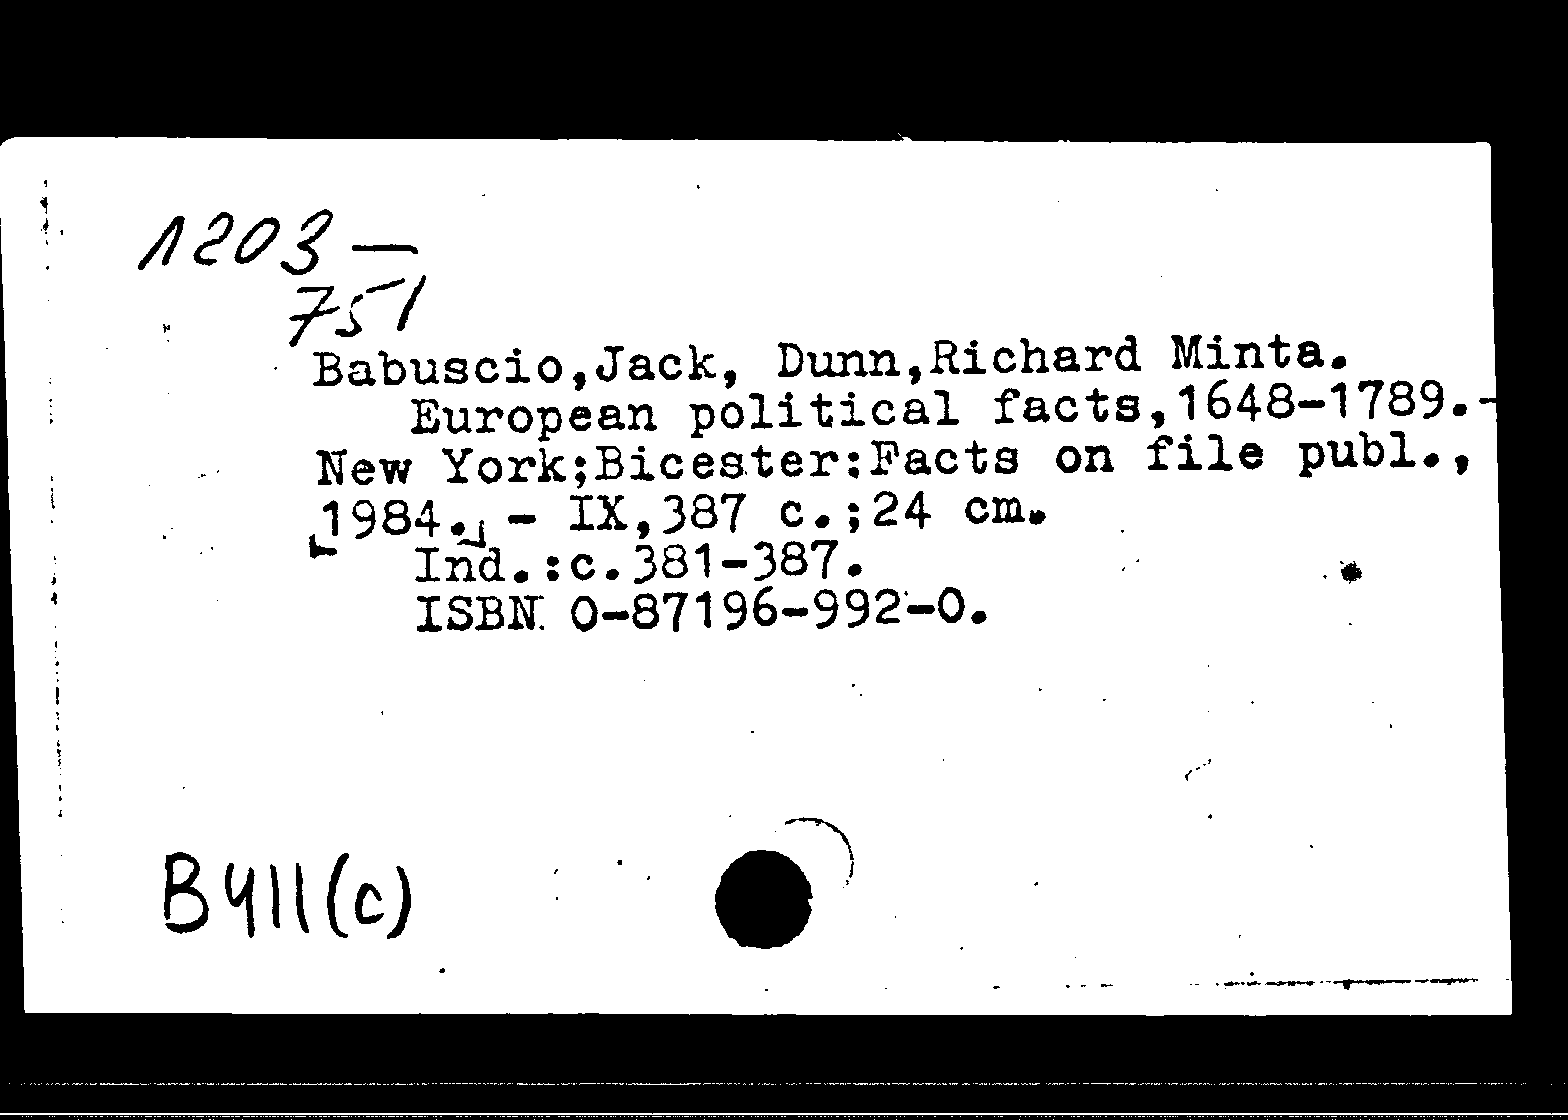 1203-
751
Babuscio,Jack, Dunn,Richard Minta.
European political facts,1648-1789.-
New York;Bicester:Facts on file publ.,
[1984.] - IX,387 c.;24 cm.
Ind.:c.381-387.
ISBN 0-87196-992-0.
B411(c)